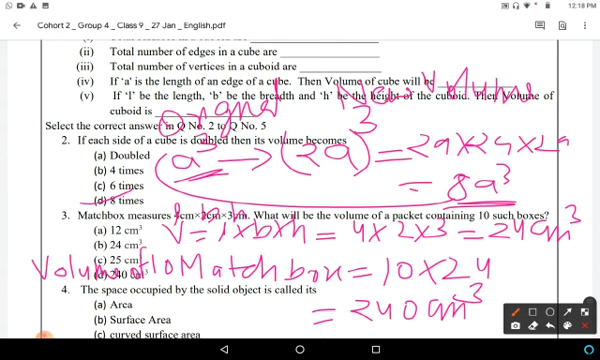 12:18 PM
Cohort 2 _ Group 4 _ Class 9 _ 27 Jan _ English.pdf
(ii) Total number of edges in a cube are
(iii) Total number of vertices in a cuboid are
(iv) If 'a' is the length of an edge of a cube. Then Volume of cube will be
(v) If 'l' be the length, 'b' be the breadth and 'h' be the height of the cuboid. Then Volume of
cuboid is
Orignal New Volume
Select the correct answer in Q No. 2 to Q No. 5
2. If each side of a cube is doubled then its volume becomes
a³ → (2a)³ = 2a×2a×2a
(a) Doubled
(b) 4 times
(c) 6 times
= 8a³
(d) 8 times
3. Matchbox measures 4cm×2cm×3cm. What will be the volume of a packet containing 10 such boxes?
(a) 12 cm³
V = l×b×h = 4×2×3 = 24cm³
(b) 24 cm³
(c) 25 cm³
Volume of 10 Matchbox = 10×24
(d) 240 cm³
= 240cm³
4. The space occupied by the solid object is called its
(a) Area
(b) Surface Area
(c) curved surface area